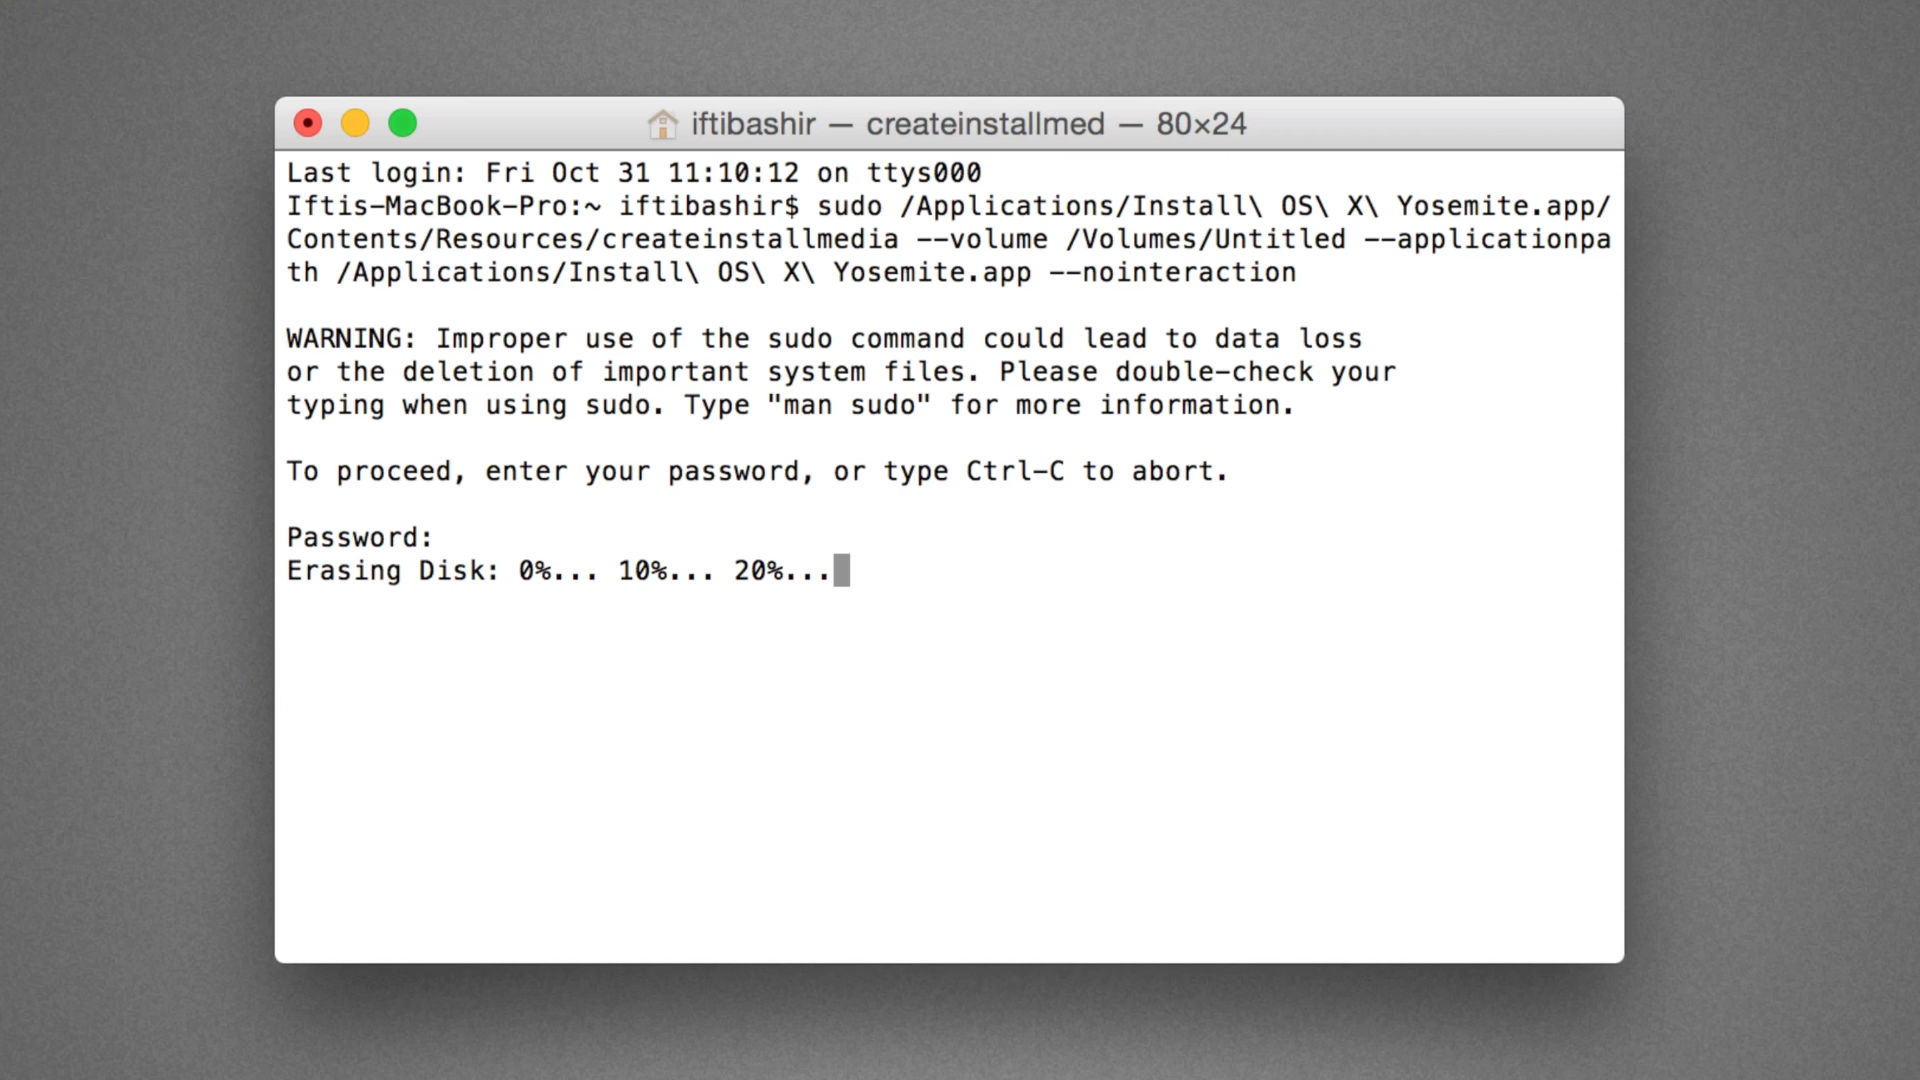 iftibashir — createinstallmed — 80×24
Last login: Fri Oct 31 11:10:12 on ttys000
Iftis-MacBook-Pro:~ iftibashir$ sudo /Applications/Install\ OS\ X\ Yosemite.app/
Contents/Resources/createinstallmedia --volume /Volumes/Untitled --applicationpa
th /Applications/Install\ OS\ X\ Yosemite.app --nointeraction
WARNING: Improper use of the sudo command could lead to data loss
or the deletion of important system files. Please double-check your
typing when using sudo. Type "man sudo" for more information.
To proceed, enter your password, or type Ctrl-C to abort.
Password:
Erasing Disk: 0%... 10%... 20%...